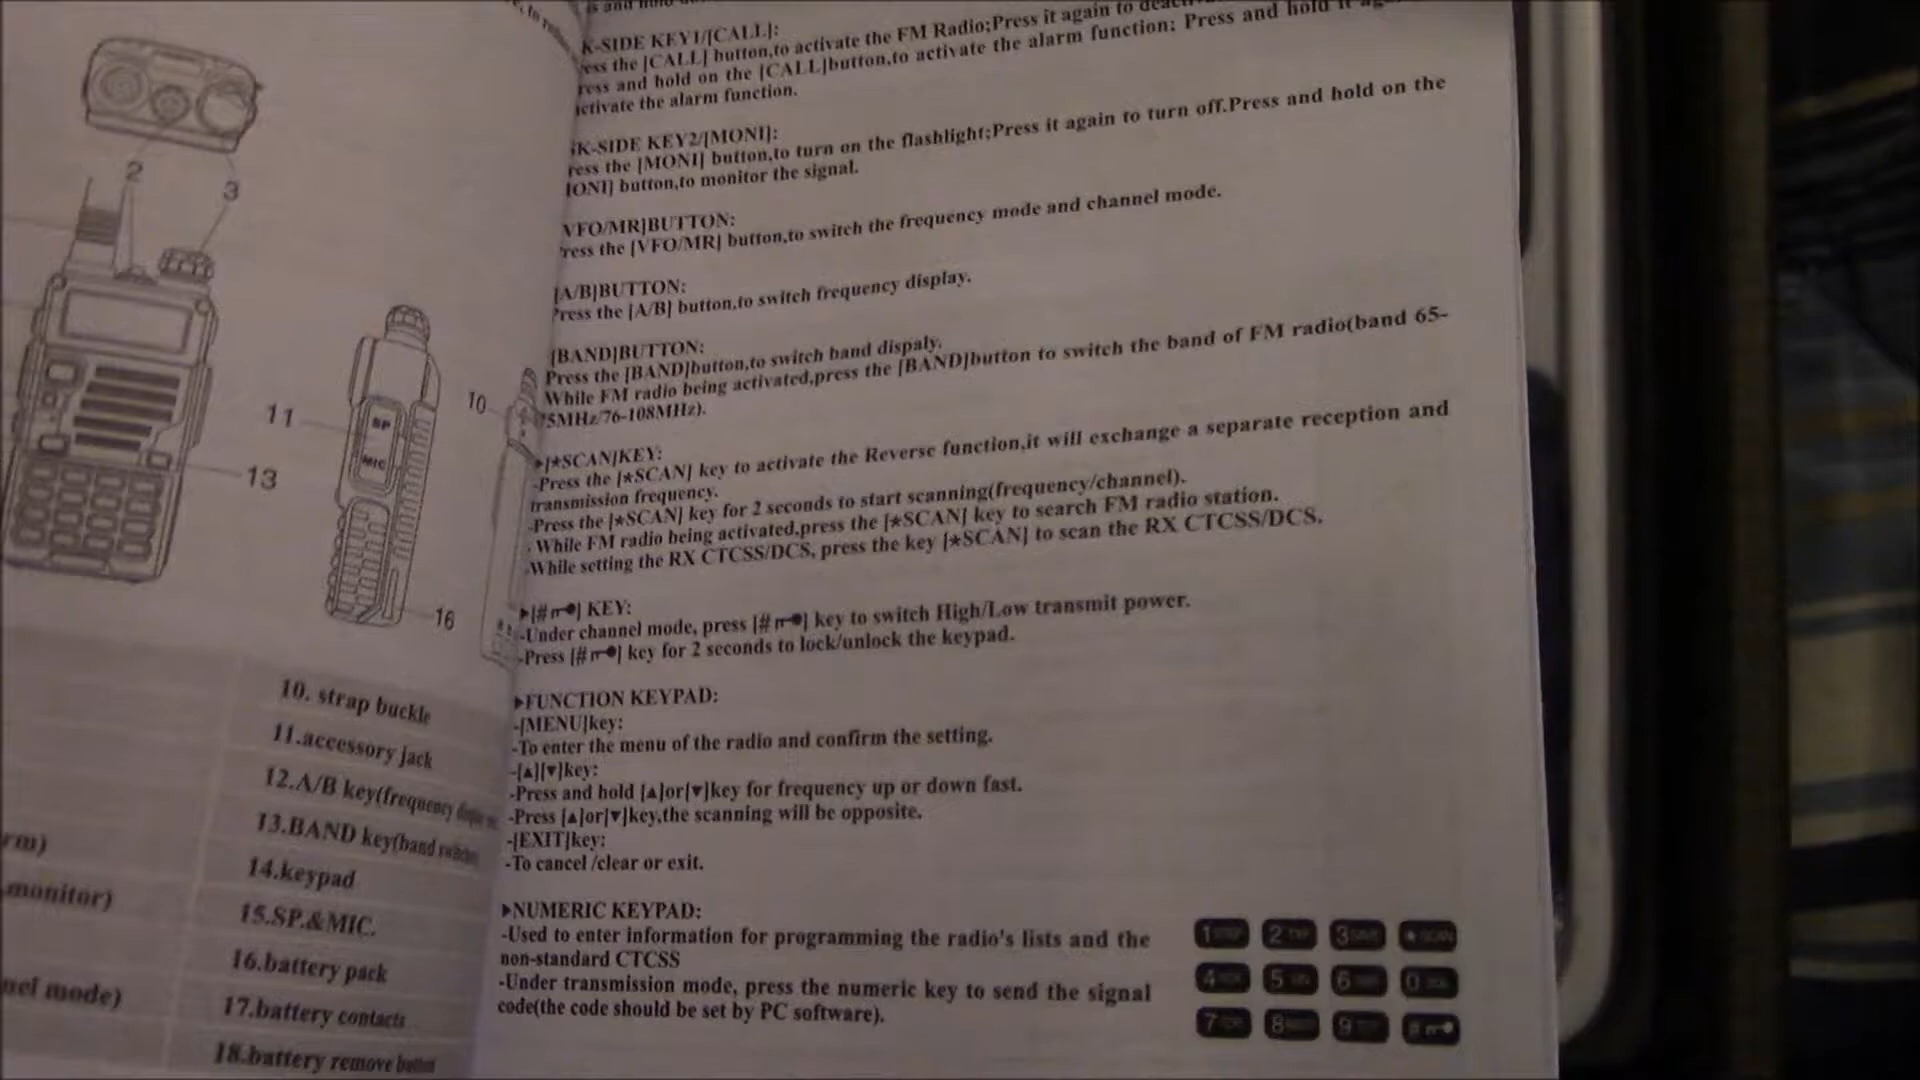 2
3
11
10
13
16
SP
MIC
10. strap buckle
11.accessory jack
12.A/B key(frequency
13.BAND key(band
14.keypad
15.SP.&MIC.
16.battery pack
17.battery contacts
18.battery remove button
rm)
monitor)
nel mode)
K-SIDE KEY1/[CALL]:
ress the [CALL] button,to activate the FM Radio;Press it again to
ress and hold on the [CALL]button,to activate the alarm function; Press and hold it
activate the alarm function.
K-SIDE KEY2/[MONI]:
ress the [MONI] button,to turn on the flashlight;Press it again to turn off.Press and hold on the
IONI] button,to monitor the signal.
VFO/MR]BUTTON:
Press the [VFO/MR] button,to switch the frequency mode and channel mode.
[A/B]BUTTON:
Press the [A/B] button,to switch frequency display.
[BAND]BUTTON:
Press the [BAND]button,to switch band dispaly.
While FM radio being activated,press the [BAND]button to switch the band of FM radio(band 65-
75MHz/76-108MHz).
▶[*SCAN]KEY:
-Press the [*SCAN] key to activate the Reverse function,it will exchange a separate reception and
transmission frequency.
-Press the [*SCAN] key for 2 seconds to start scanning(frequency/channel).
- While FM radio being activated,press the [*SCAN] key to search FM radio station.
-While setting the RX CTCSS/DCS, press the key [*SCAN] to scan the RX CTCSS/DCS.
▶[# ] KEY:
-Under channel mode, press [# ] key to switch High/Low transmit power.
-Press [# ] key for 2 seconds to lock/unlock the keypad.
▶FUNCTION KEYPAD:
-[MENU]key:
-To enter the menu of the radio and confirm the setting.
-[▲][▼]key:
-Press and hold [▲]or[▼]key for frequency up or down fast.
-Press [▲]or[▼]key,the scanning will be opposite.
-[EXIT]key:
-To cancel /clear or exit.
▶NUMERIC KEYPAD:
-Used to enter information for programming the radio's lists and the
non-standard CTCSS
-Under transmission mode, press the numeric key to send the signal
code(the code should be set by PC software).
1 2 3 * SCAN
4 5 6 0
7 8 9 #